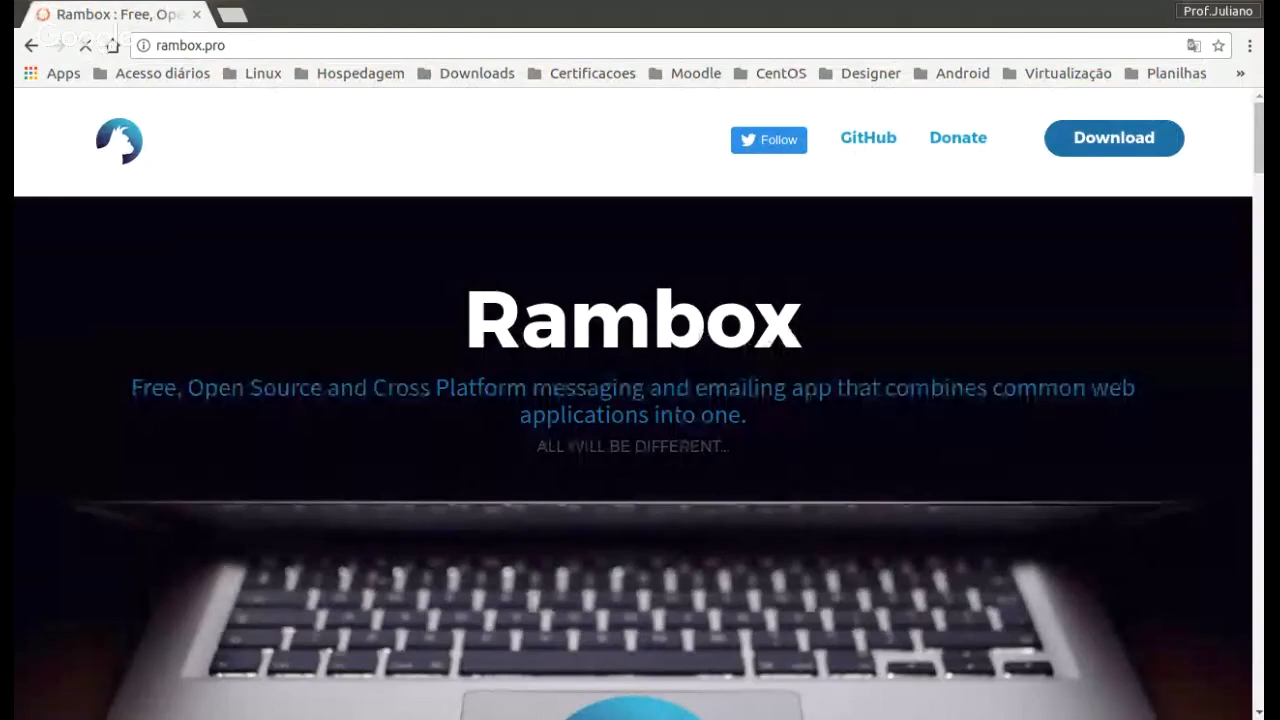 Rambox : Free, Ope
Prof.Juliano
Google
rambox.pro
Apps Acesso diários Linux Hospedagem Downloads Certificacoes Moodle CentOS Designer Android Virtualização Planilhas »
Follow GitHub Donate Download
Rambox
Free, Open Source and Cross Platform messaging and emailing app that combines common web
applications into one.
ALL WILL BE DIFFERENT...